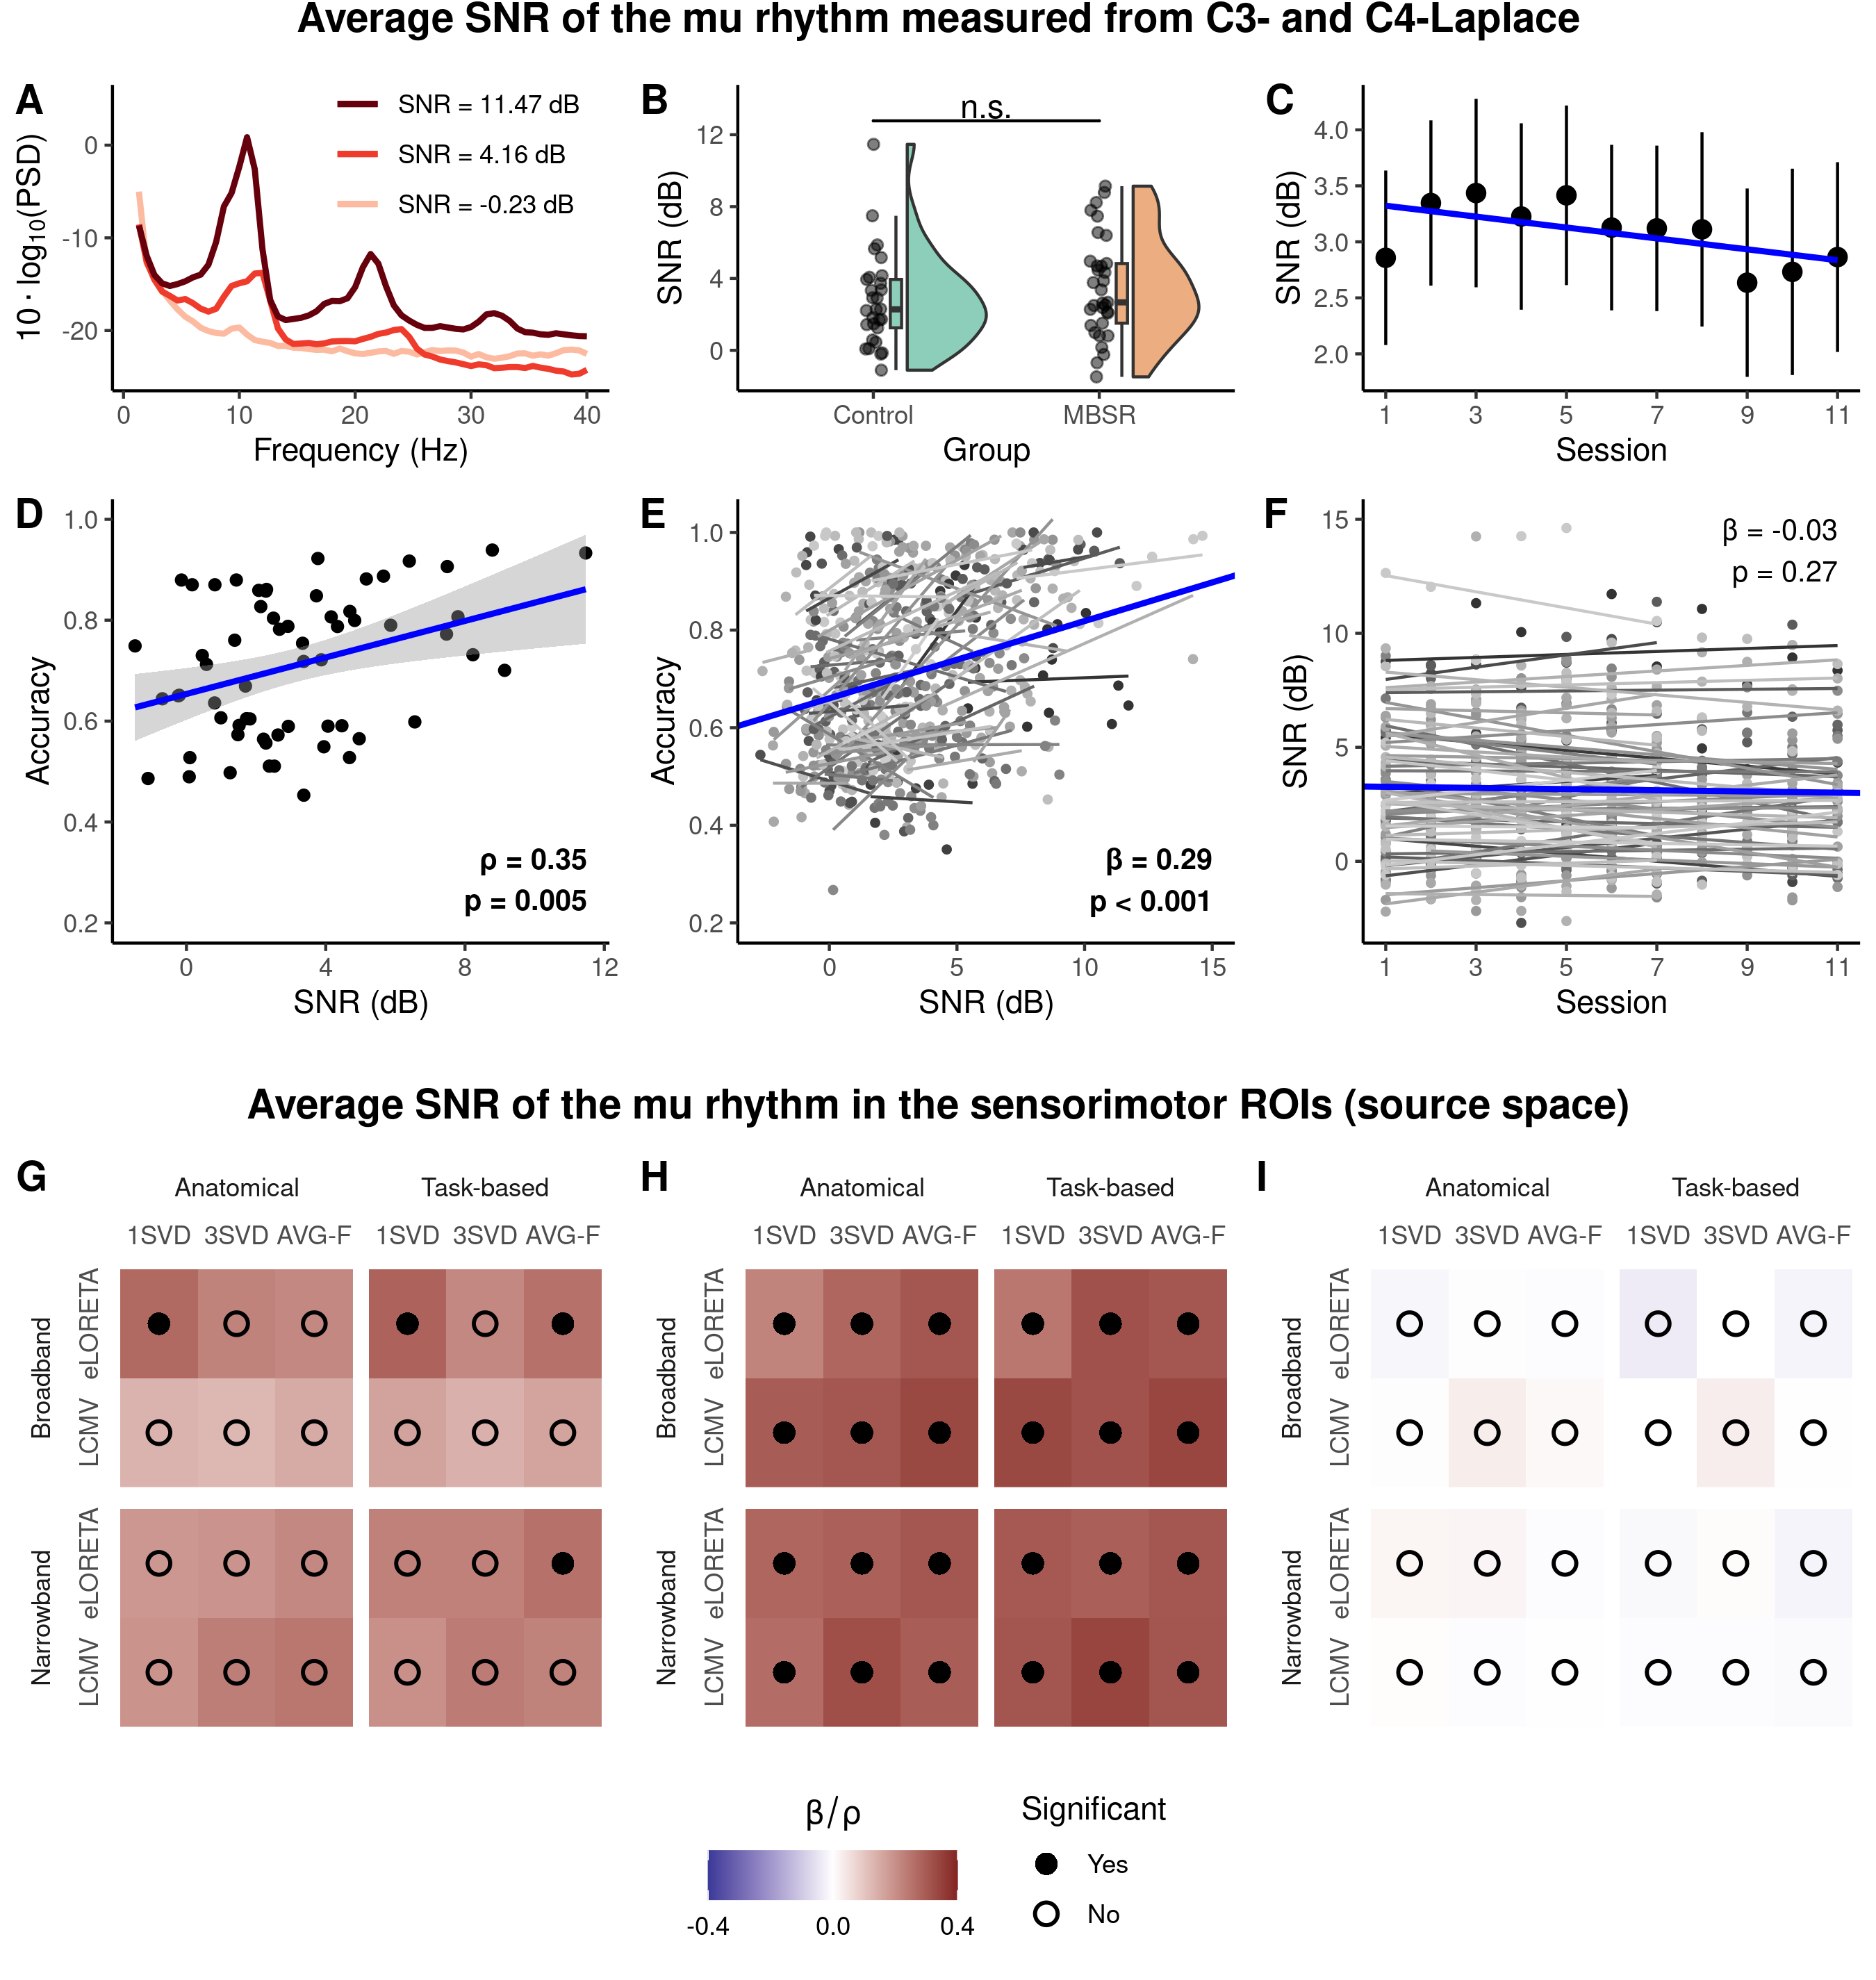 Average SNR of the mu rhythm measured from C3- and C4-Laplace
A
10 · log₁₀(PSD)
0
-10
-20
SNR = 11.47 dB
SNR = 4.16 dB
SNR = -0.23 dB
0 10 20 30 40
Frequency (Hz)
B
SNR (dB)
12
8
4
0
n.s.
Control MBSR
Group
C
SNR (dB)
4.0
3.5
3.0
2.5
2.0
1 3 5 7 9 11
Session
D
Accuracy
1.0
0.8
0.6
0.4
0.2
ρ = 0.35
p = 0.005
0 4 8 12
SNR (dB)
E
Accuracy
1.0
0.8
0.6
0.4
0.2
β = 0.29
p < 0.001
0 5 10 15
SNR (dB)
F
SNR (dB)
15
10
5
0
β = -0.03
p = 0.27
1 3 5 7 9 11
Session
Average SNR of the mu rhythm in the sensorimotor ROIs (source space)
G
Anatomical Task-based
1SVD 3SVD AVG-F 1SVD 3SVD AVG-F
Broadband
eLORETA
LCMV
Narrowband
eLORETA
LCMV
H
Anatomical Task-based
1SVD 3SVD AVG-F 1SVD 3SVD AVG-F
Broadband
eLORETA
LCMV
Narrowband
eLORETA
LCMV
I
Anatomical Task-based
1SVD 3SVD AVG-F 1SVD 3SVD AVG-F
Broadband
eLORETA
LCMV
Narrowband
eLORETA
LCMV
β/ρ
-0.4 0.0 0.4
Significant
Yes
No